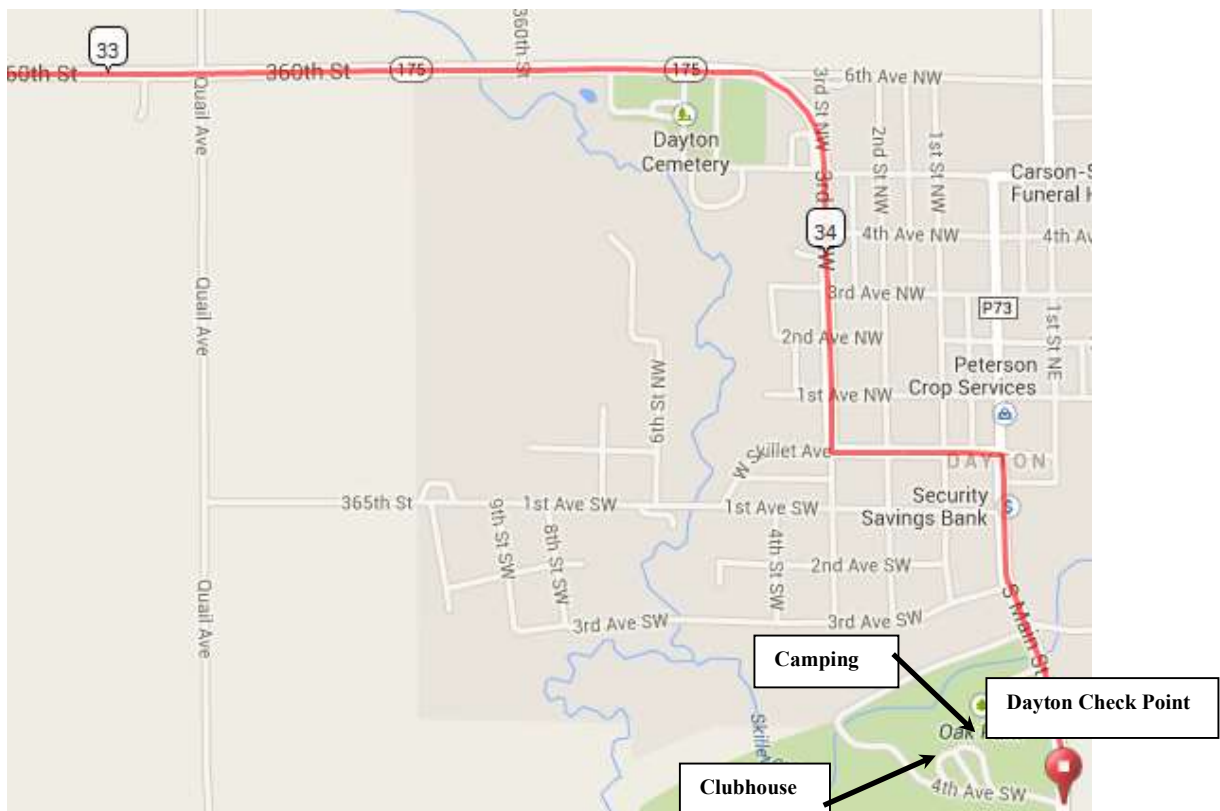 33
360th St
175
360th St
175
6th Ave NW
60th St
Quail Ave
3rd St NW
2nd St NW
1st St NW
Dayton
Cemetery
Carson-S
Funeral H
3rd
W
34
4th Ave NW
4th Av
3rd Ave NW
P73
1st St NE
Quail Ave
2nd Ave NW
Peterson
Crop Services
1st Ave NW
6th St NW
killet Ave
DAYTON
W S
365th St
1st Ave SW
1st Ave SW
Security
Savings Bank
$
9th St SW
8th St SW
4th St SW
2nd Ave SW
Quail Ave
3rd Ave SW
3rd Ave SW
S Main St
Camping
Dayton Check Point
Oak
Skille
Clubhouse
4th Ave SW